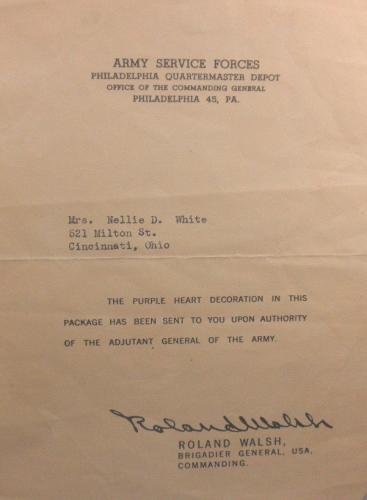 ARMY SERVICE FORCES
PHILADELPHIA QUARTERMASTER DEPOT
OFFICE OF THE COMMANDING GENERAL
PHILADELPHIA 45, PA.
Mrs. Nellie D. White
521 Milton St.
Cincinnati, Ohio
THE PURPLE HEART DECORATION IN THIS
PACKAGE HAS BEEN SENT TO YOU UPON AUTHORITY
OF THE ADJUTANT GENERAL OF THE ARMY.
Roland Walsh
ROLAND WALSH,
BRIGADIER GENERAL, USA,
COMMANDING.